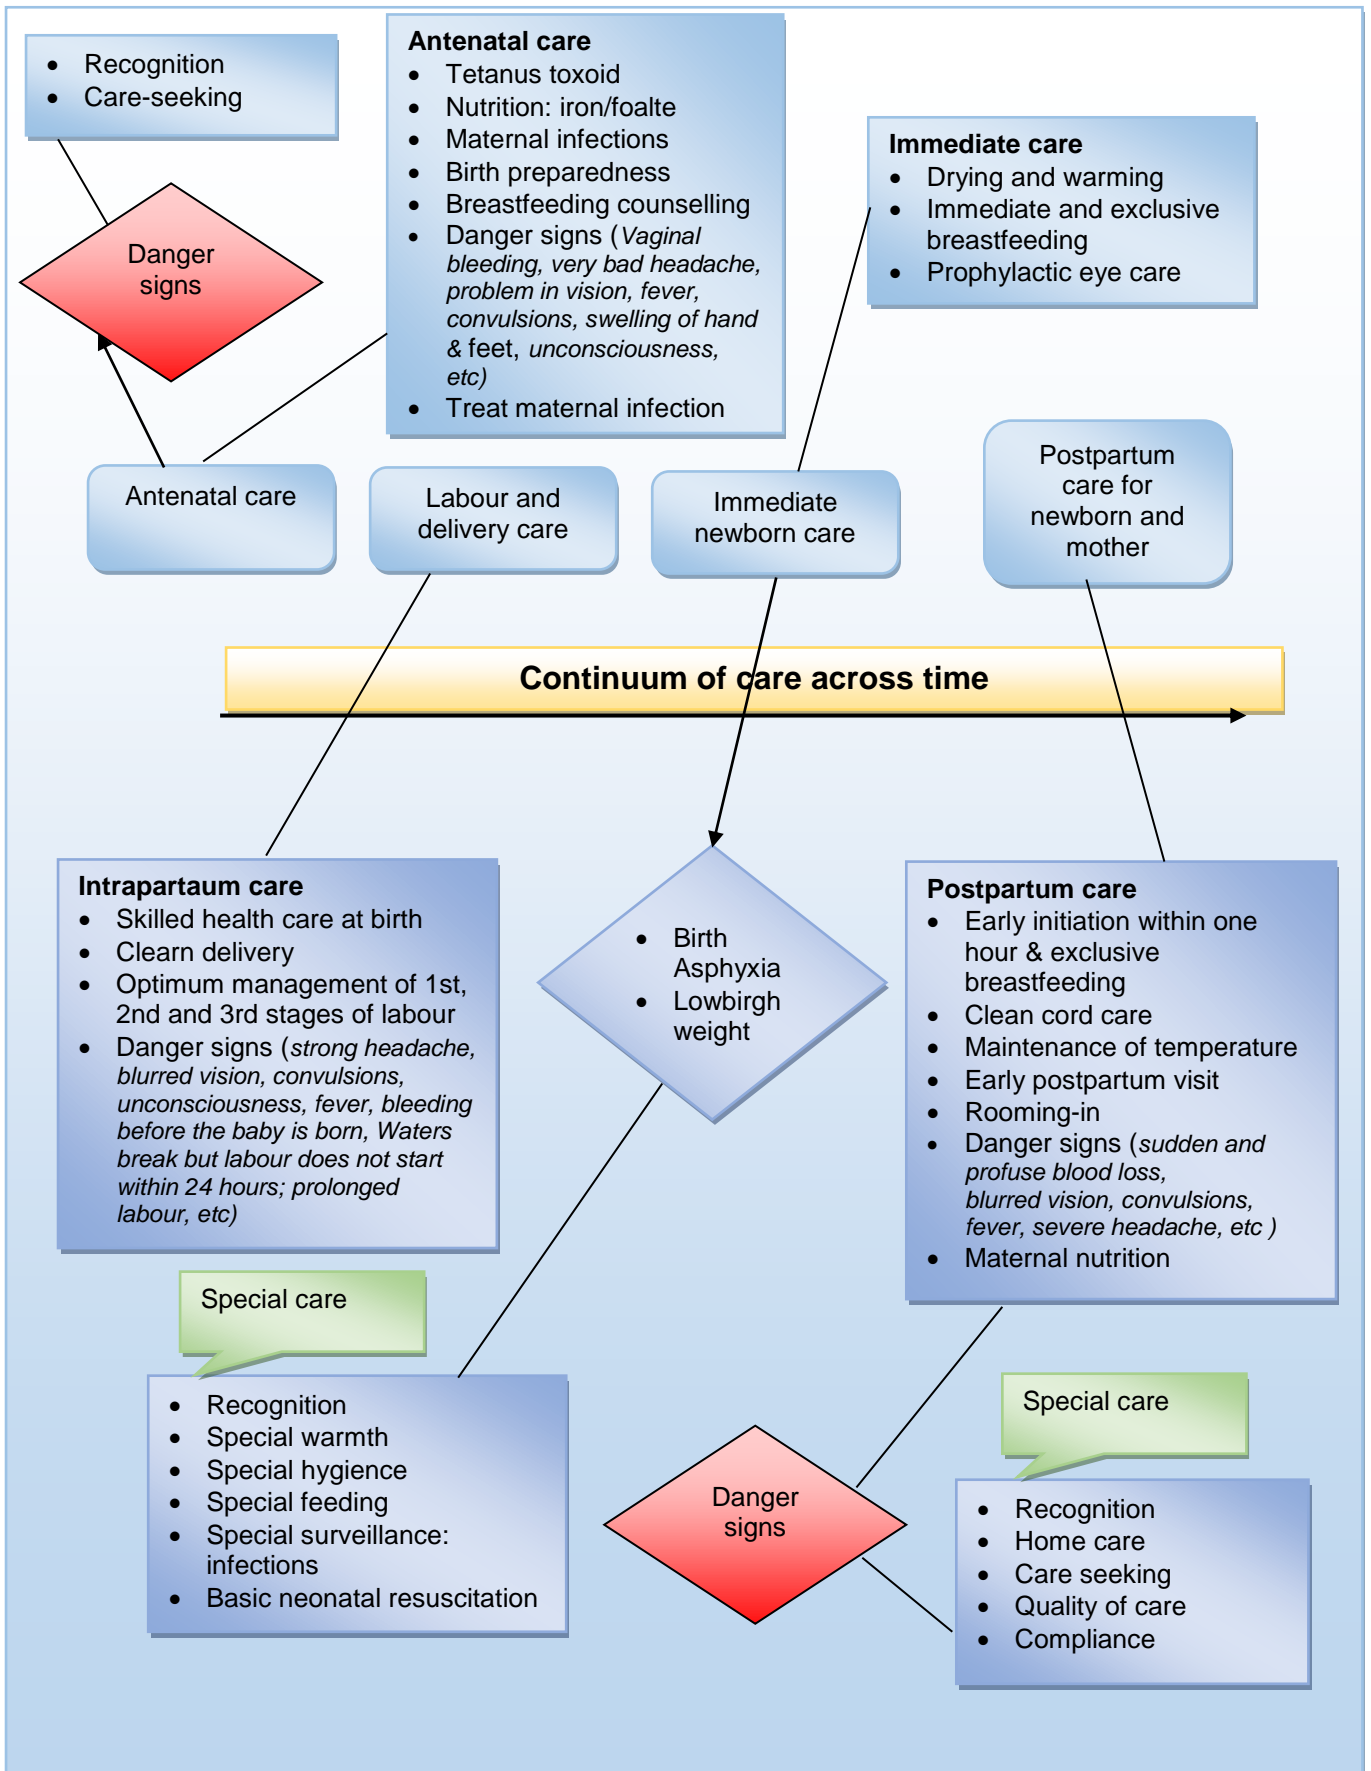 • Recognition
• Care-seeking
Danger
signs
Antenatal care
• Tetanus toxoid
• Nutrition: iron/foalte
• Maternal infections
• Birth preparedness
• Breastfeeding counselling
• Danger signs (Vaginal
bleeding, very bad headache,
problem in vision, fever,
convulsions, swelling of hand
& feet, unconsciousness,
etc)
• Treat maternal infection
Immediate care
• Drying and warming
• Immediate and exclusive
breastfeeding
• Prophylactic eye care
Antenatal care
Labour and
delivery care
Immediate
newborn care
Postpartum
care for
newborn and
mother
Continuum of care across time
Intrapartaum care
• Skilled health care at birth
• Clearn delivery
• Optimum management of 1st,
2nd and 3rd stages of labour
• Danger signs (strong headache,
blurred vision, convulsions,
unconsciousness, fever, bleeding
before the baby is born, Waters
break but labour does not start
within 24 hours; prolonged
labour, etc)
• Birth
Asphyxia
• Lowbirgh
weight
Postpartum care
• Early initiation within one
hour & exclusive
breastfeeding
• Clean cord care
• Maintenance of temperature
• Early postpartum visit
• Rooming-in
• Danger signs (sudden and
profuse blood loss,
blurred vision, convulsions,
fever, severe headache, etc )
• Maternal nutrition
Special care
• Recognition
• Special warmth
• Special hygience
• Special feeding
• Special surveillance:
infections
• Basic neonatal resuscitation
Danger
signs
Special care
• Recognition
• Home care
• Care seeking
• Quality of care
• Compliance